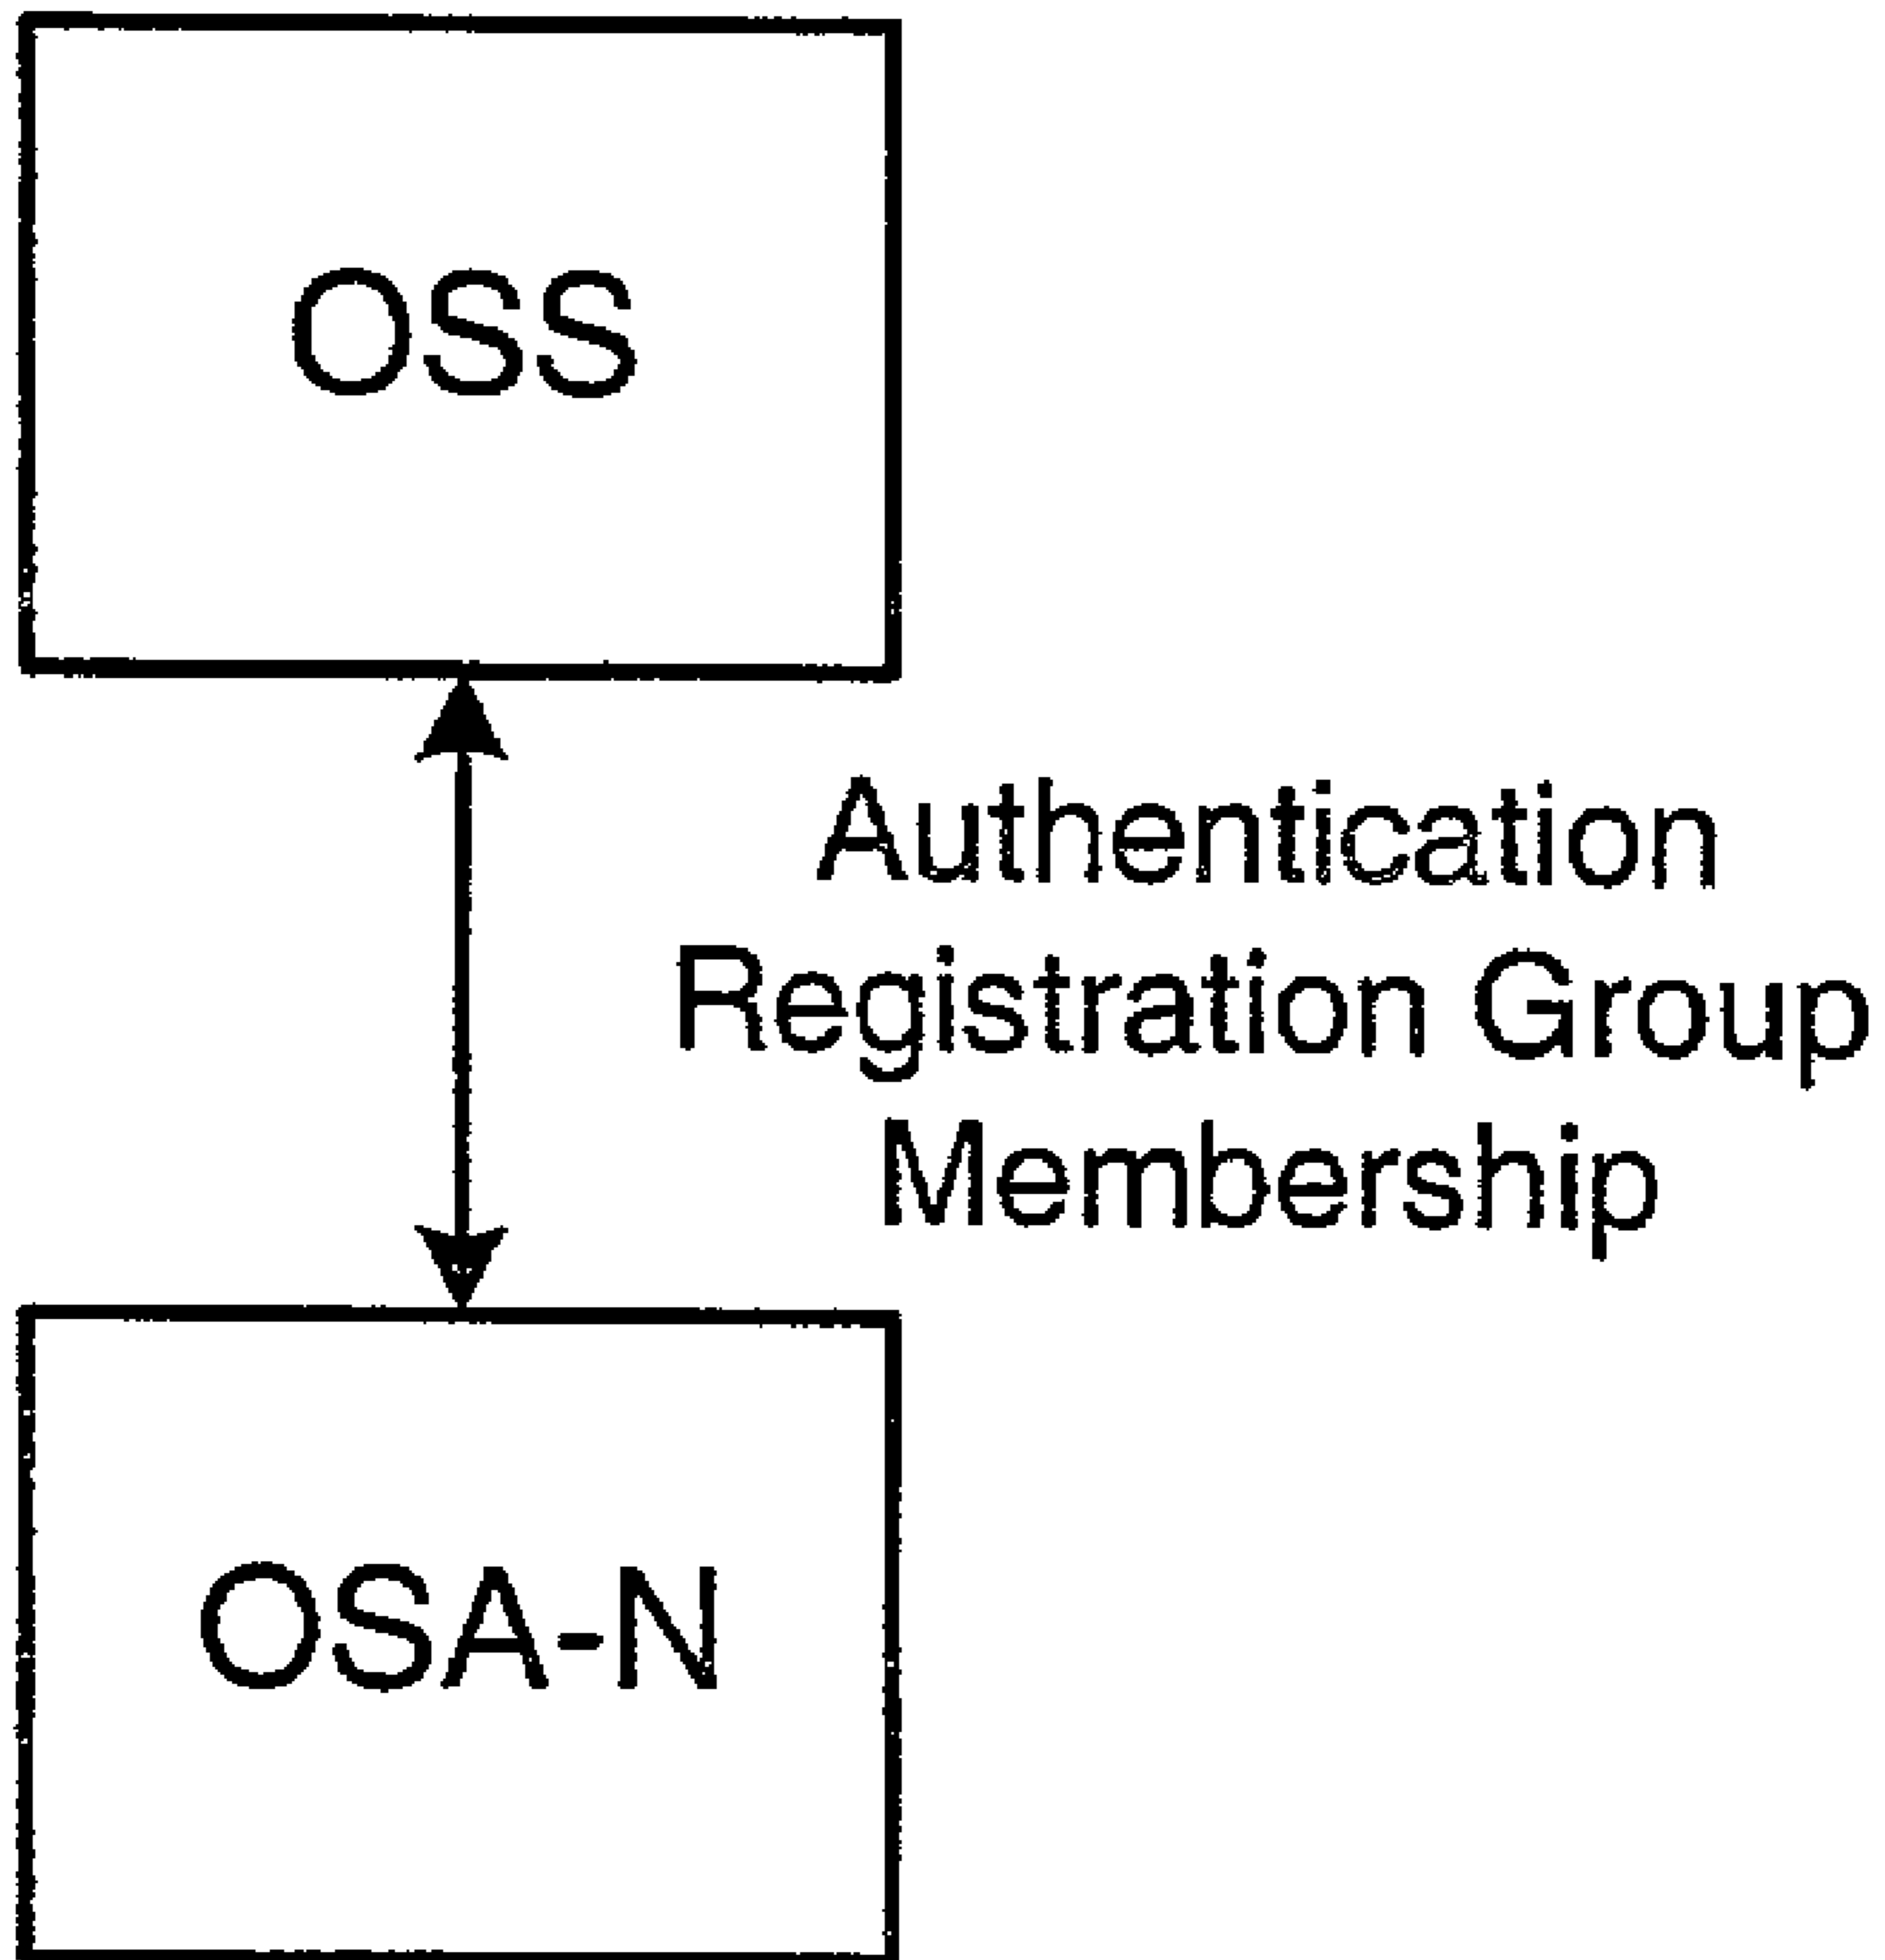 OSS
Authentication
Registration Group
Membership
OSA-N